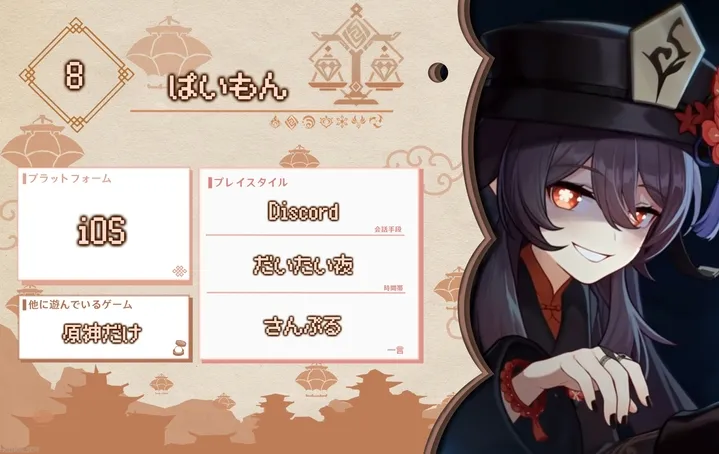 8
ぱいもん
プラットフォーム
iOS
他に遊んでいるゲーム
原神だけ
プレイスタイル
Discord
会話手段
だいたい夜
時間帯
さんぷる
一言